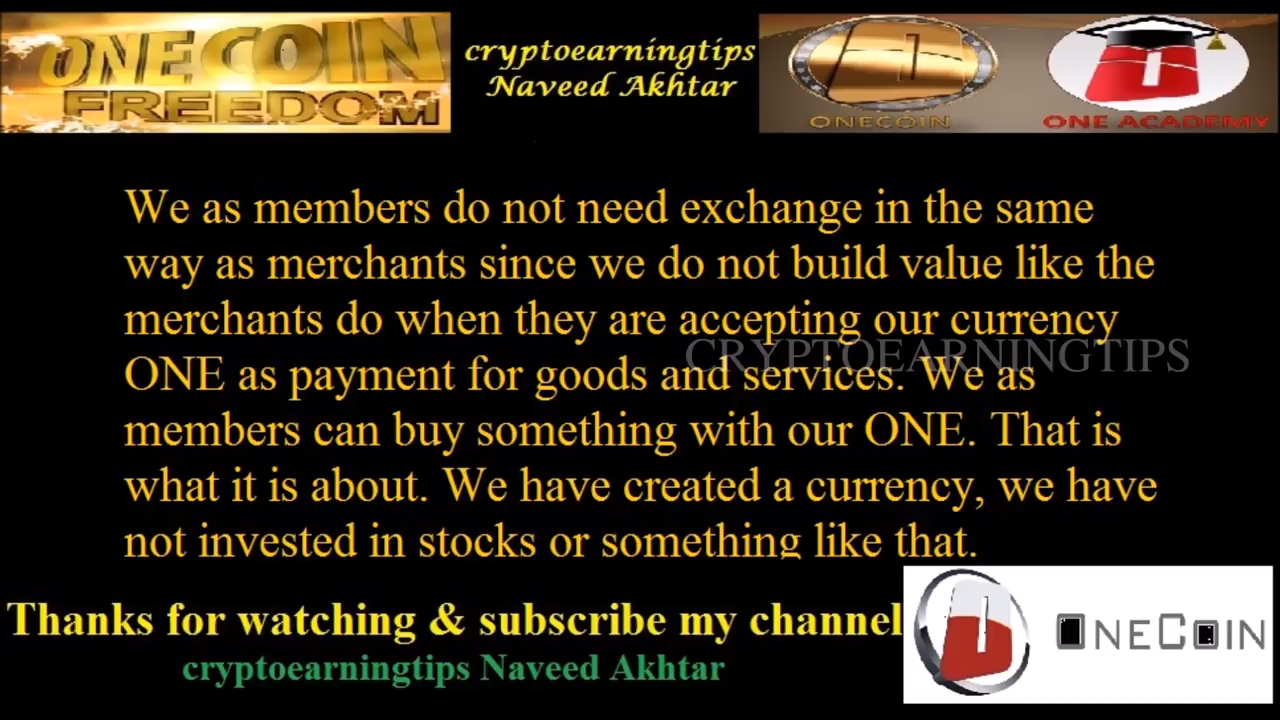 ONE COIN
FREEDOM
cryptoearningtips
Naveed Akhtar
ONECOIN
ONE ACADEMY
We as members do not need exchange in the same
way as merchants since we do not build value like the
merchants do when they are accepting our currency
CRYPTOEARNINGTIPS
ONE as payment for goods and services. We as
members can buy something with our ONE. That is
what it is about. We have created a currency, we have
not invested in stocks or something like that.
Thanks for watching & subscribe my channel
cryptoearningtips Naveed Akhtar
ONECOIN